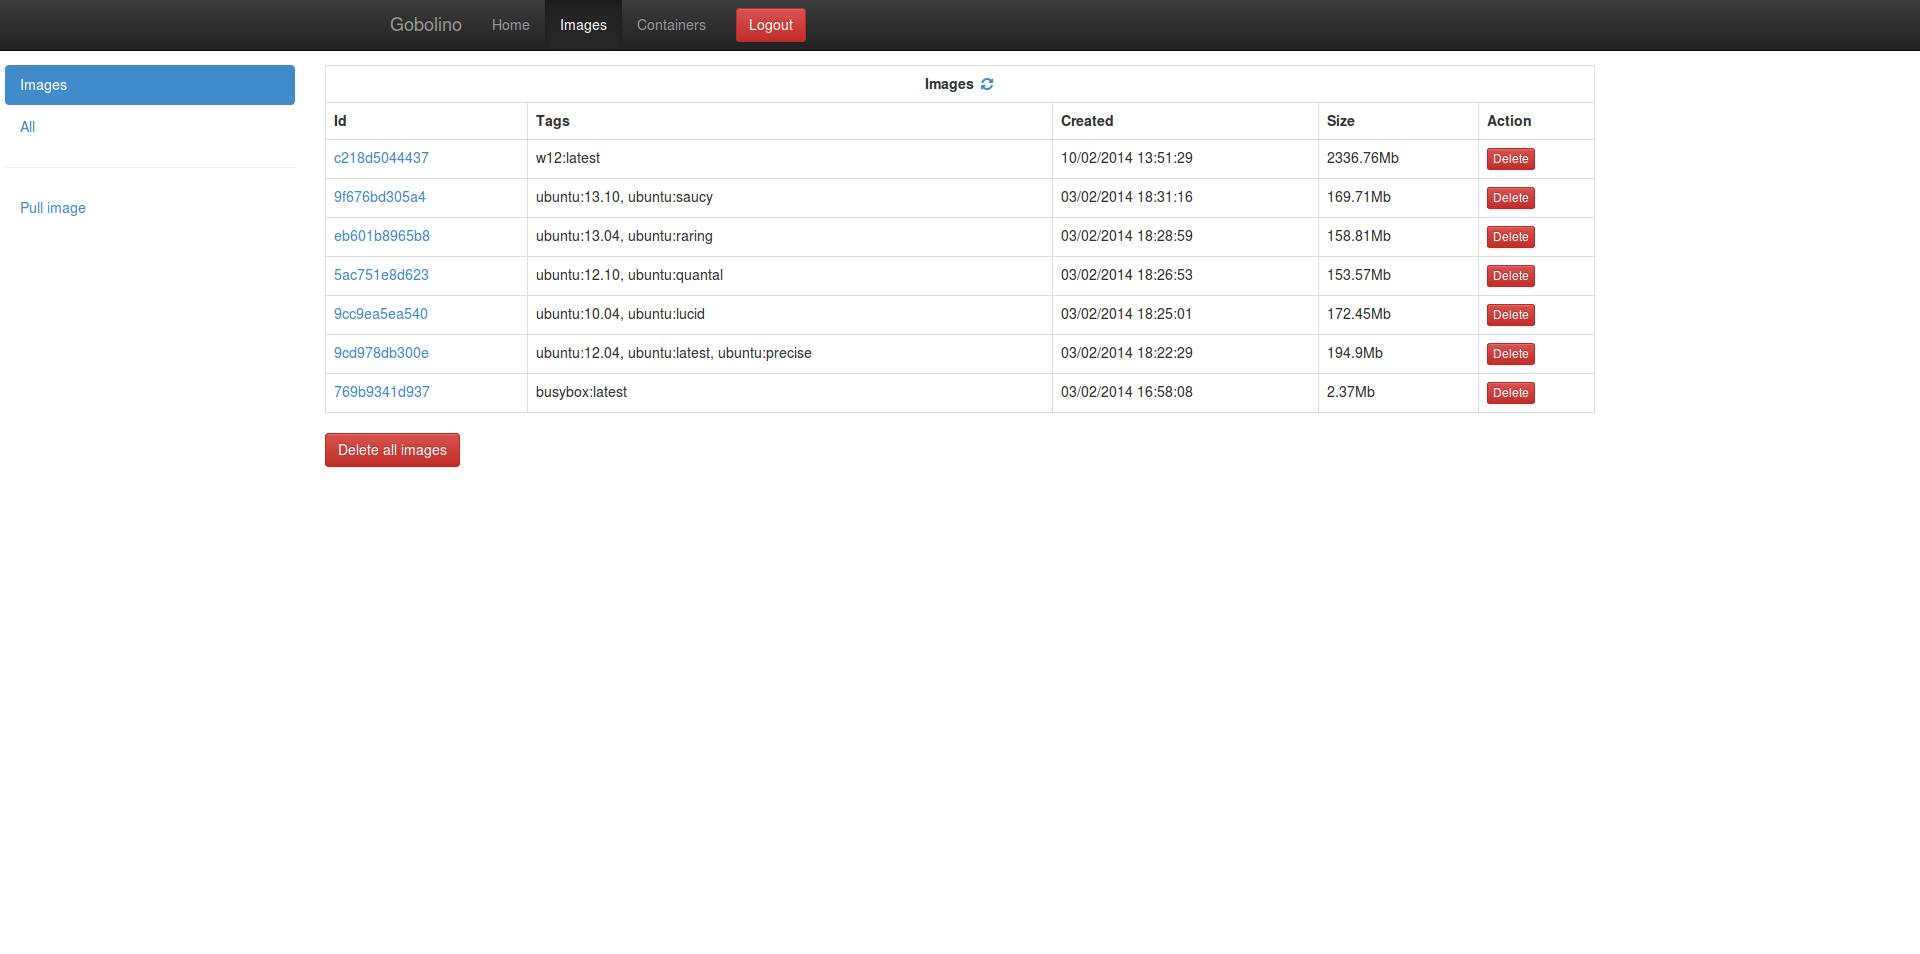 Gobolino Home Images Containers Logout
Images
All
Pull image
Images
Id Tags Created Size Action
c218d5044437 w12:latest 10/02/2014 13:51:29 2336.76Mb Delete
9f676bd305a4 ubuntu:13.10, ubuntu:saucy 03/02/2014 18:31:16 169.71Mb Delete
eb601b8965b8 ubuntu:13.04, ubuntu:raring 03/02/2014 18:28:59 158.81Mb Delete
5ac751e8d623 ubuntu:12.10, ubuntu:quantal 03/02/2014 18:26:53 153.57Mb Delete
9cc9ea5ea540 ubuntu:10.04, ubuntu:lucid 03/02/2014 18:25:01 172.45Mb Delete
9cd978db300e ubuntu:12.04, ubuntu:latest, ubuntu:precise 03/02/2014 18:22:29 194.9Mb Delete
769b9341d937 busybox:latest 03/02/2014 16:58:08 2.37Mb Delete
Delete all images